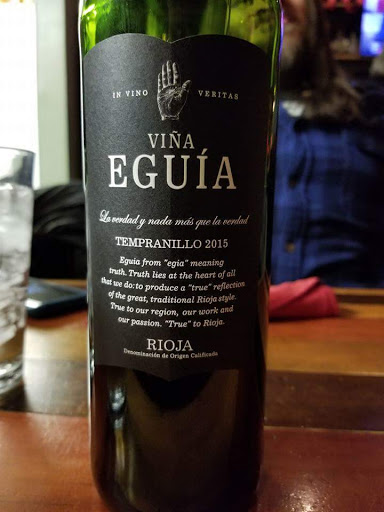 IN VINO VERITAS
VIÑA
EGUÍA
La verdad y nada más que la verdad
TEMPRANILLO 2015
Eguia from "egia" meaning
truth. Truth lies at the heart of all
that we do:to produce a "true" reflection
of the great, traditional Rioja style.
True to our region, our work and
our passion. "True" to Rioja.
RIOJA
Denominación de Origen Calificada